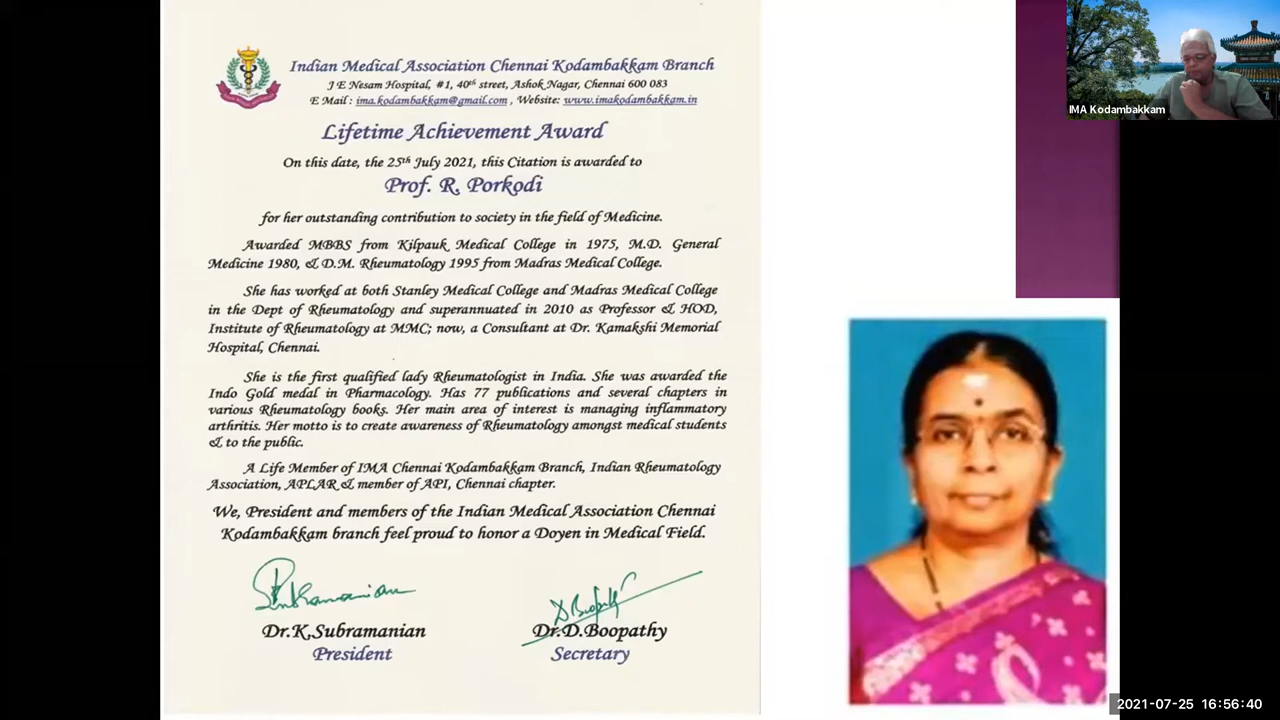 Indian Medical Association Chennai Kodambakkam Branch
J E Nesam Hospital, #1, 40th street, Ashok Nagar, Chennai 600 083
E Mail : ima.kodambakkam@gmail.com , Website: www.imakodambakkam.in
Lifetime Achievement Award
On this date, the 25th July 2021, this Citation is awarded to
Prof. R. Porkodi
for her outstanding contribution to society in the field of Medicine.
Awarded MBBS from Kilpauk Medical College in 1975, M.D. General
Medicine 1980, & D.M. Rheumatology 1995 from Madras Medical College.
She has worked at both Stanley Medical College and Madras Medical College
in the Dept of Rheumatology and superannuated in 2010 as Professor & HOD,
Institute of Rheumatology at MMC; now, a Consultant at Dr. Kamakshi Memorial
Hospital, Chennai.
She is the first qualified lady Rheumatologist in India. She was awarded the
Indo Gold medal in Pharmacology. Has 77 publications and several chapters in
various Rheumatology books. Her main area of interest is managing inflammatory
arthritis. Her motto is to create awareness of Rheumatology amongst medical students
& to the public.
A Life Member of IMA Chennai Kodambakkam Branch, Indian Rheumatology
Association, APLAR & member of API, Chennai chapter.
We, President and members of the Indian Medical Association Chennai
Kodambakkam branch feel proud to honor a Doyen in Medical Field.
Dr.K.Subramanian
President
D Boopathy
Dr.D.Boopathy
Secretary
IMA Kodambakkam
2021-07-25 16:56:40